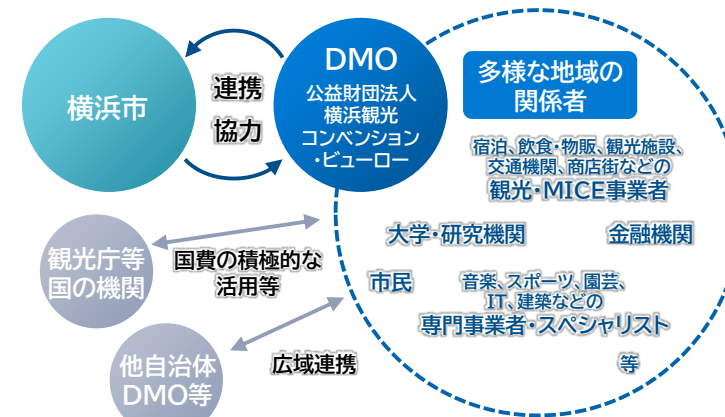 横浜市
連携
協力
DMO
公益財団法人
横浜観光
コンベンション
・ビューロー
多様な地域の
関係者
宿泊、飲食・物販、観光施設、
交通機関、商店街などの
観光・MICE事業者
大学・研究機関
金融機関
市民
音楽、スポーツ、園芸、
IT、建築などの
専門事業者・スペシャリスト
等
観光庁等
国の機関
国費の積極的な
活用等
他自治体
DMO等
広域連携